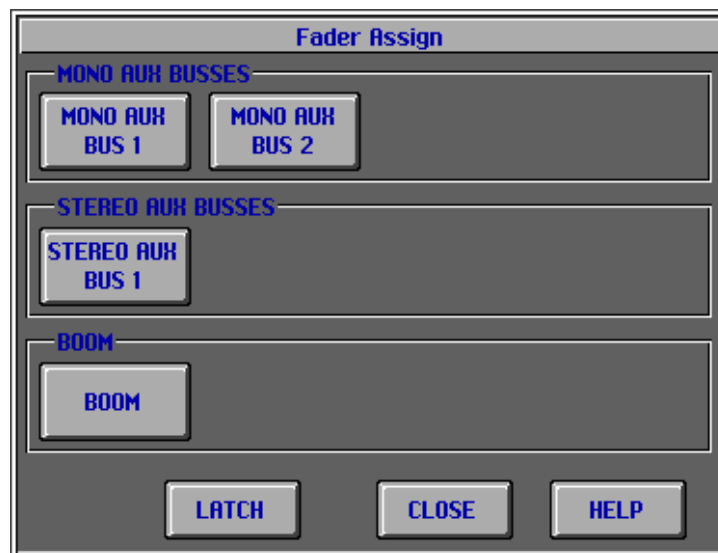 Fader Assign
MONO AUX BUSSES
MONO AUX
BUS 1
MONO AUX
BUS 2
STEREO AUX BUSSES
STEREO AUX
BUS 1
BOOM
BOOM
LATCH
CLOSE
HELP